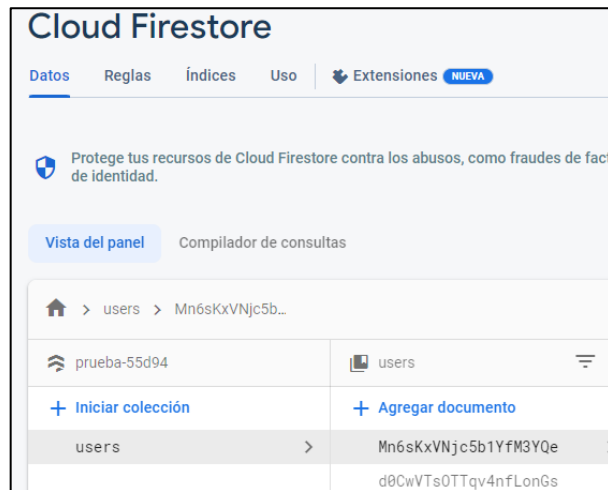 Cloud Firestore
Datos Reglas Índices Uso Extensiones NUEVA
Protege tus recursos de Cloud Firestore contra los abusos, como fraudes de
de identidad.
Vista del panel Compilador de consultas
users > Mn6sKxVNjc5b…
prueba-55d94 users
+ Iniciar colección + Agregar documento
users > Mn6sKxVNjc5b1YfM3YQe
d0CwVTsOTTqv4nfLonGs